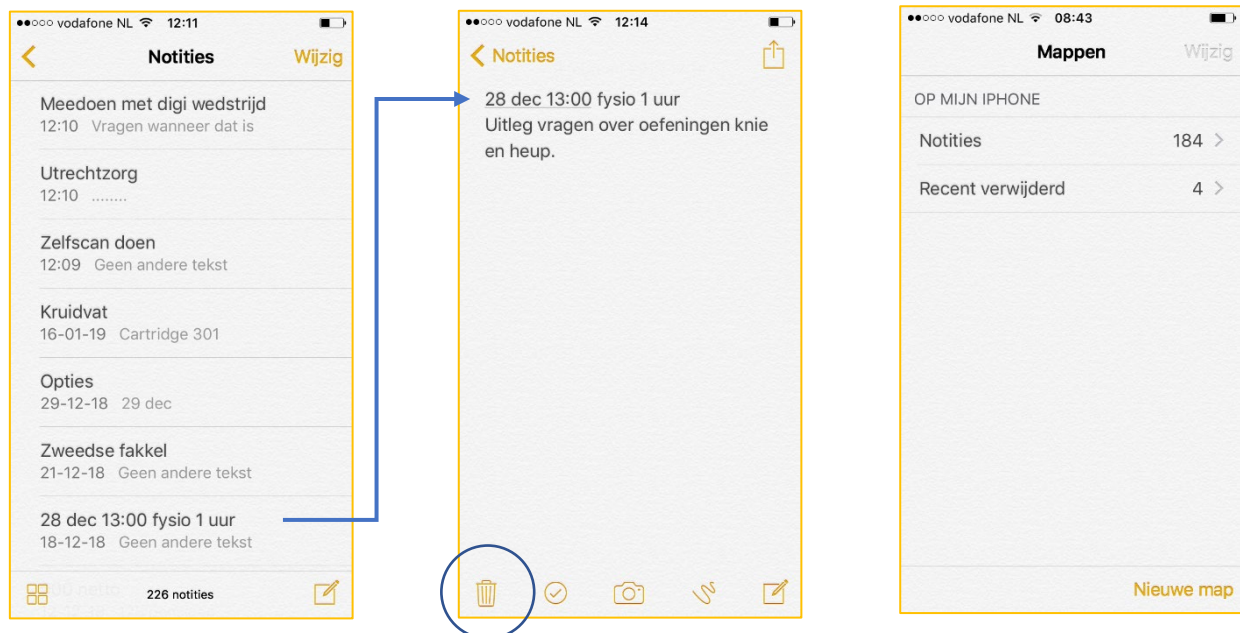 vodafone NL 12:11
Notities
Wijzig
Meedoen met digi wedstrijd
12:10 Vragen wanneer dat is
Utrechtzorg
12:10 ........
Zelfscan doen
12:09 Geen andere tekst
Kruidvat
16-01-19 Cartridge 301
Opties
29-12-18 29 dec
Zweedse fakkel
21-12-18 Geen andere tekst
28 dec 13:00 fysio 1 uur
18-12-18 Geen andere tekst
226 notities
vodafone NL 12:14
Notities
28 dec 13:00 fysio 1 uur
Uitleg vragen over oefeningen knie
en heup.
vodafone NL 08:43
Mappen
Wijzig
OP MIJN IPHONE
Notities 184
Recent verwijderd 4
Nieuwe map